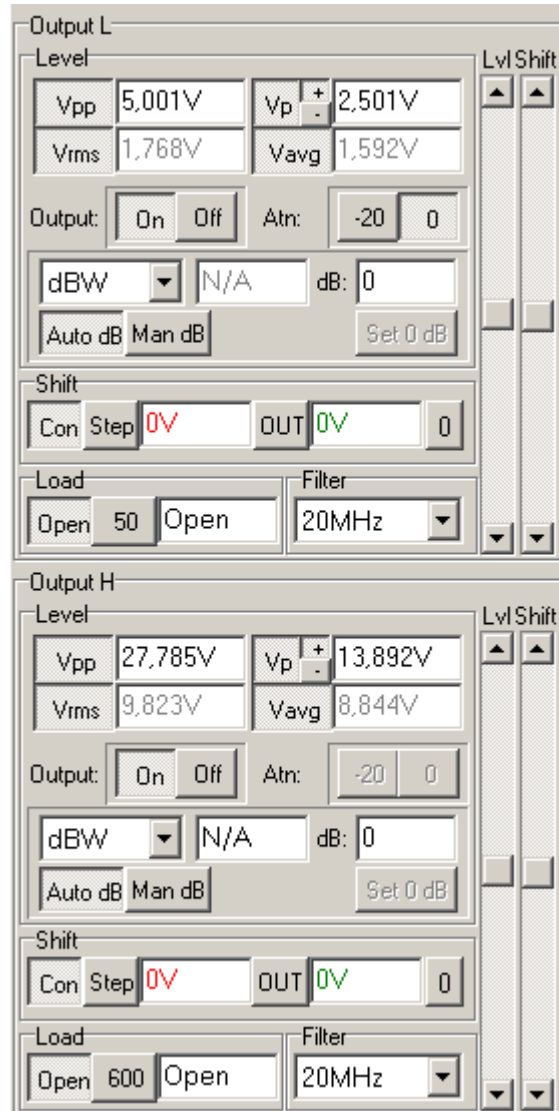 Output L
Level
Lvl Shift
Vpp 5,001V Vp + - 2,501V
Vrms 1,768V Vavg 1,592V
Output: On Off Atn: -20 0
dBW N/A dB: 0
Auto dB Man dB Set 0 dB
Shift
Con Step 0V OUT 0V 0
Load Filter
Open 50 Open 20MHz
Output H
Level
Lvl Shift
Vpp 27,785V Vp + - 13,892V
Vrms 9,823V Vavg 8,844V
Output: On Off Atn: -20 0
dBW N/A dB: 0
Auto dB Man dB Set 0 dB
Shift
Con Step 0V OUT 0V 0
Load Filter
Open 600 Open 20MHz